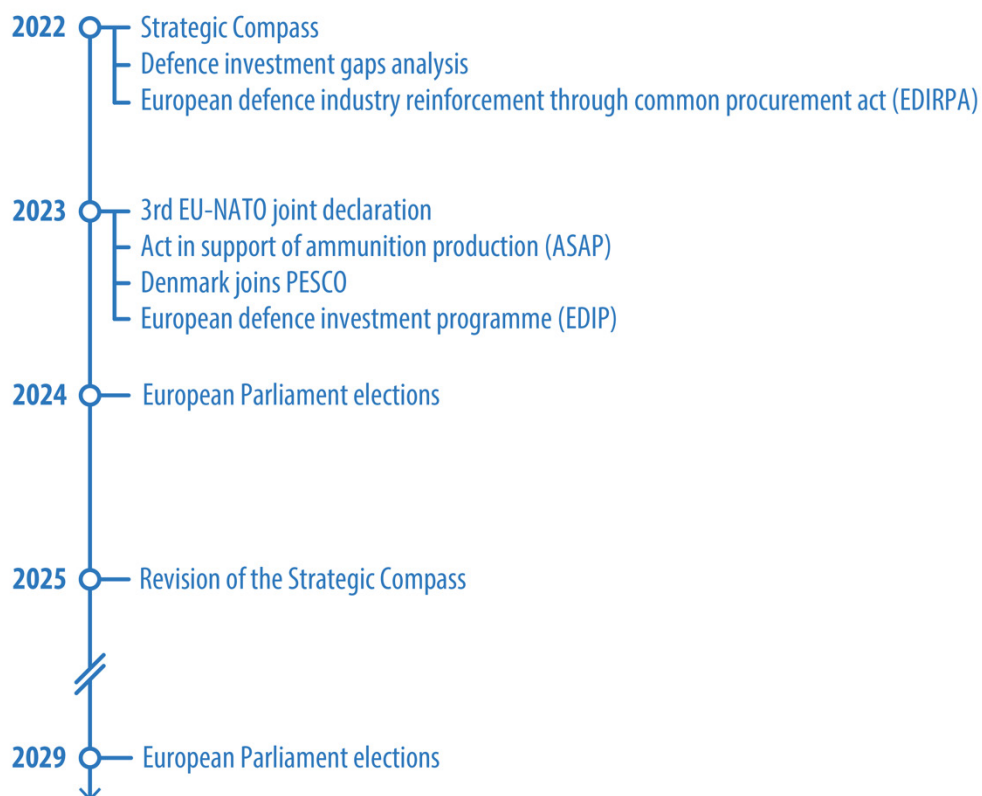 2022 Strategic Compass
Defence investment gaps analysis
European defence industry reinforcement through common procurement act (EDIRPA)
2023 3rd EU-NATO joint declaration
Act in support of ammunition production (ASAP)
Denmark joins PESCO
European defence investment programme (EDIP)
2024 European Parliament elections
2025 Revision of the Strategic Compass
2029 European Parliament elections